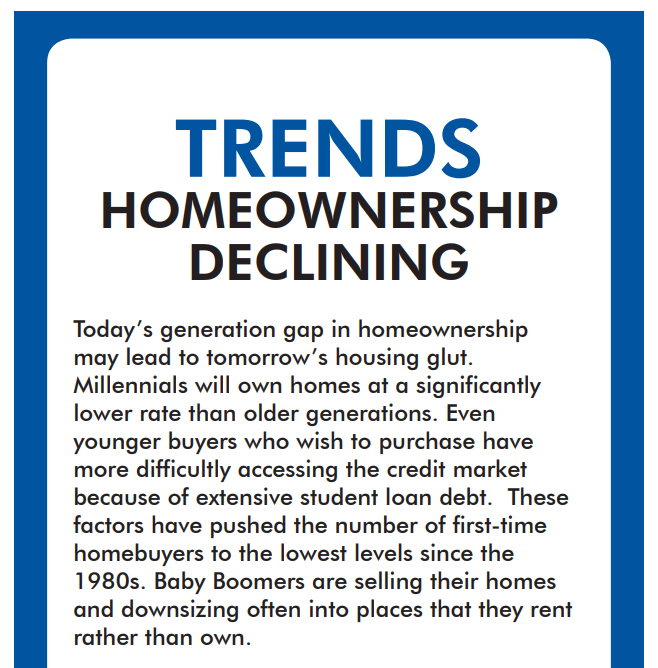 TRENDS
HOMEOWNERSHIP
DECLINING
Today’s generation gap in homeownership
may lead to tomorrow’s housing glut.
Millennials will own homes at a significantly
lower rate than older generations. Even
younger buyers who wish to purchase have
more difficultly accessing the credit market
because of extensive student loan debt.  These
factors have pushed the number of first-time
homebuyers to the lowest levels since the
1980s. Baby Boomers are selling their homes
and downsizing often into places that they rent
rather than own.